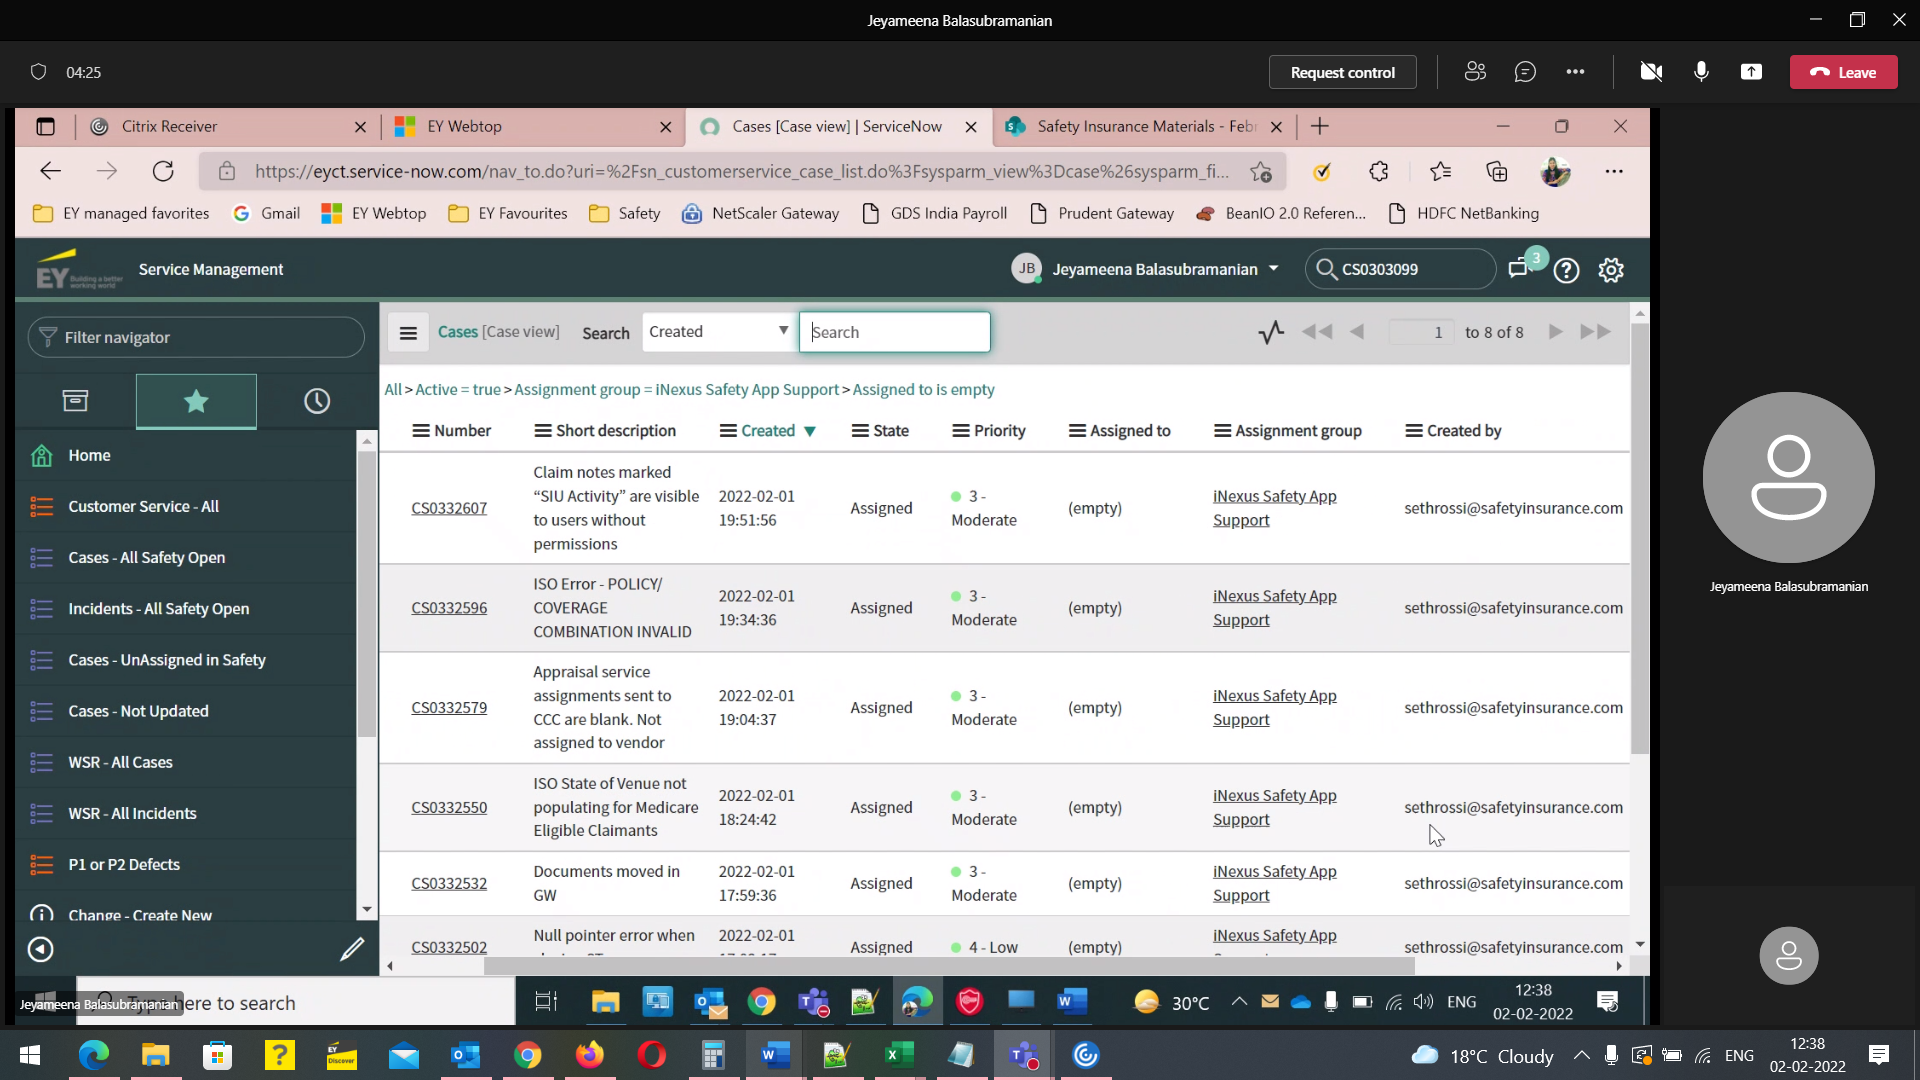 Jeyameena Balasubramanian
04:25
Request control
Leave
Citrix Receiver
EY Webtop
Cases [Case view] | ServiceNow
Safety Insurance Materials - Febr
https://eyct.service-now.com/nav_to.do?uri=%2Fsn_customerservice_case_list.do%3Fsysparm_view%3Dcase%26sysparm_fi...
EY managed favorites
Gmail
EY Webtop
EY Favourites
Safety
NetScaler Gateway
GDS India Payroll
Prudent Gateway
BeanIO 2.0 Referen...
HDFC NetBanking
EY
Building a better
working world
Service Management
JB
Jeyameena Balasubramanian
CS0303099
3
Filter navigator
Cases [Case view]
Search
Created
Search
1 to 8 of 8
All > Active = true > Assignment group = iNexus Safety App Support > Assigned to is empty
Number
Short description
Created
State
Priority
Assigned to
Assignment group
Created by
Home
Customer Service - All
Cases - All Safety Open
Incidents - All Safety Open
Cases - UnAssigned in Safety
Cases - Not Updated
WSR - All Cases
WSR - All Incidents
P1 or P2 Defects
Change - Create New
CS0332607
Claim notes marked
“SIU Activity” are visible
to users without
permissions
2022-02-01
19:51:56
Assigned
3 -
Moderate
(empty)
iNexus Safety App
Support
sethrossi@safetyinsurance.com
CS0332596
ISO Error - POLICY/
COVERAGE
COMBINATION INVALID
2022-02-01
19:34:36
Assigned
3 -
Moderate
(empty)
iNexus Safety App
Support
sethrossi@safetyinsurance.com
CS0332579
Appraisal service
assignments sent to
CCC are blank. Not
assigned to vendor
2022-02-01
19:04:37
Assigned
3 -
Moderate
(empty)
iNexus Safety App
Support
sethrossi@safetyinsurance.com
CS0332550
ISO State of Venue not
populating for Medicare
Eligible Claimants
2022-02-01
18:24:42
Assigned
3 -
Moderate
(empty)
iNexus Safety App
Support
sethrossi@safetyinsurance.com
CS0332532
Documents moved in
GW
2022-02-01
17:59:36
Assigned
3 -
Moderate
(empty)
iNexus Safety App
Support
sethrossi@safetyinsurance.com
CS0332502
Null pointer error when
2022-02-01
Assigned
4 - Low
(empty)
iNexus Safety App
sethrossi@safetyinsurance.com
Jeyameena Balasubramanian
Jeyameena Balasubramanian
here to search
30°C
ENG
12:38
02-02-2022
EY
Discover
18°C Cloudy
ENG
12:38
02-02-2022